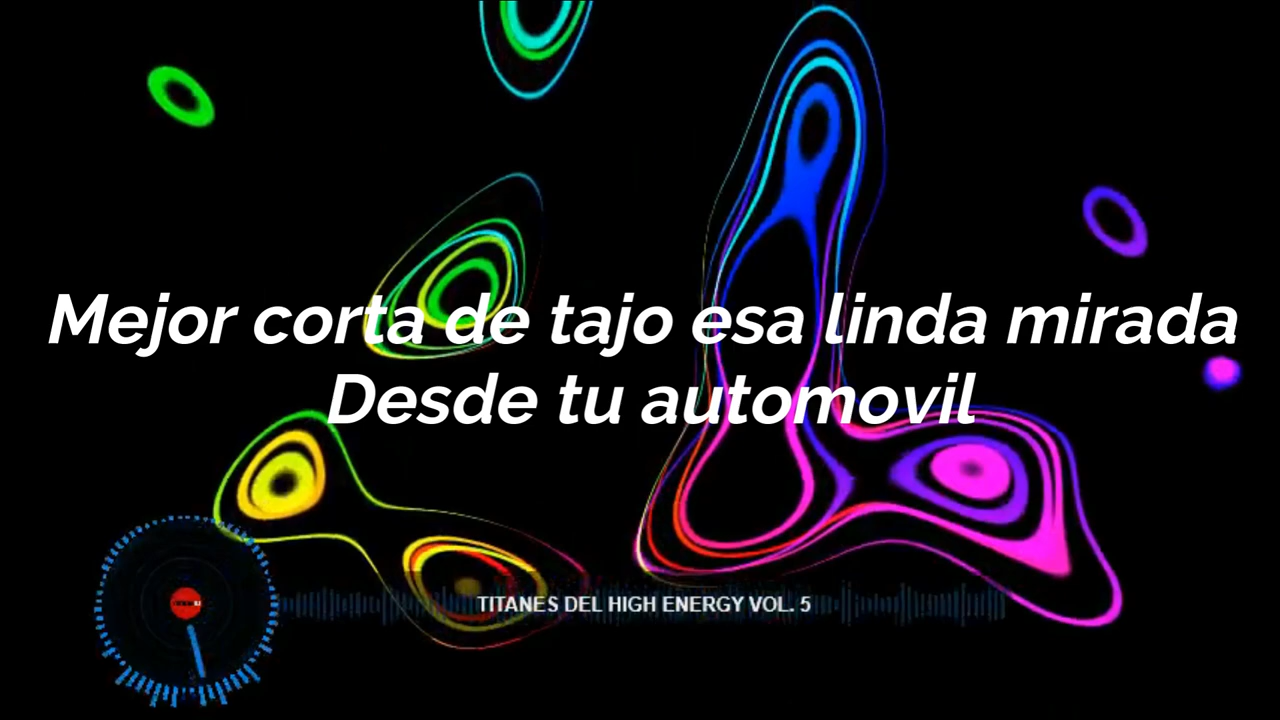 Mejor corta de tajo esa linda mirada
Desde tu automovil
TITANES DEL HIGH ENERGY VOL. 5